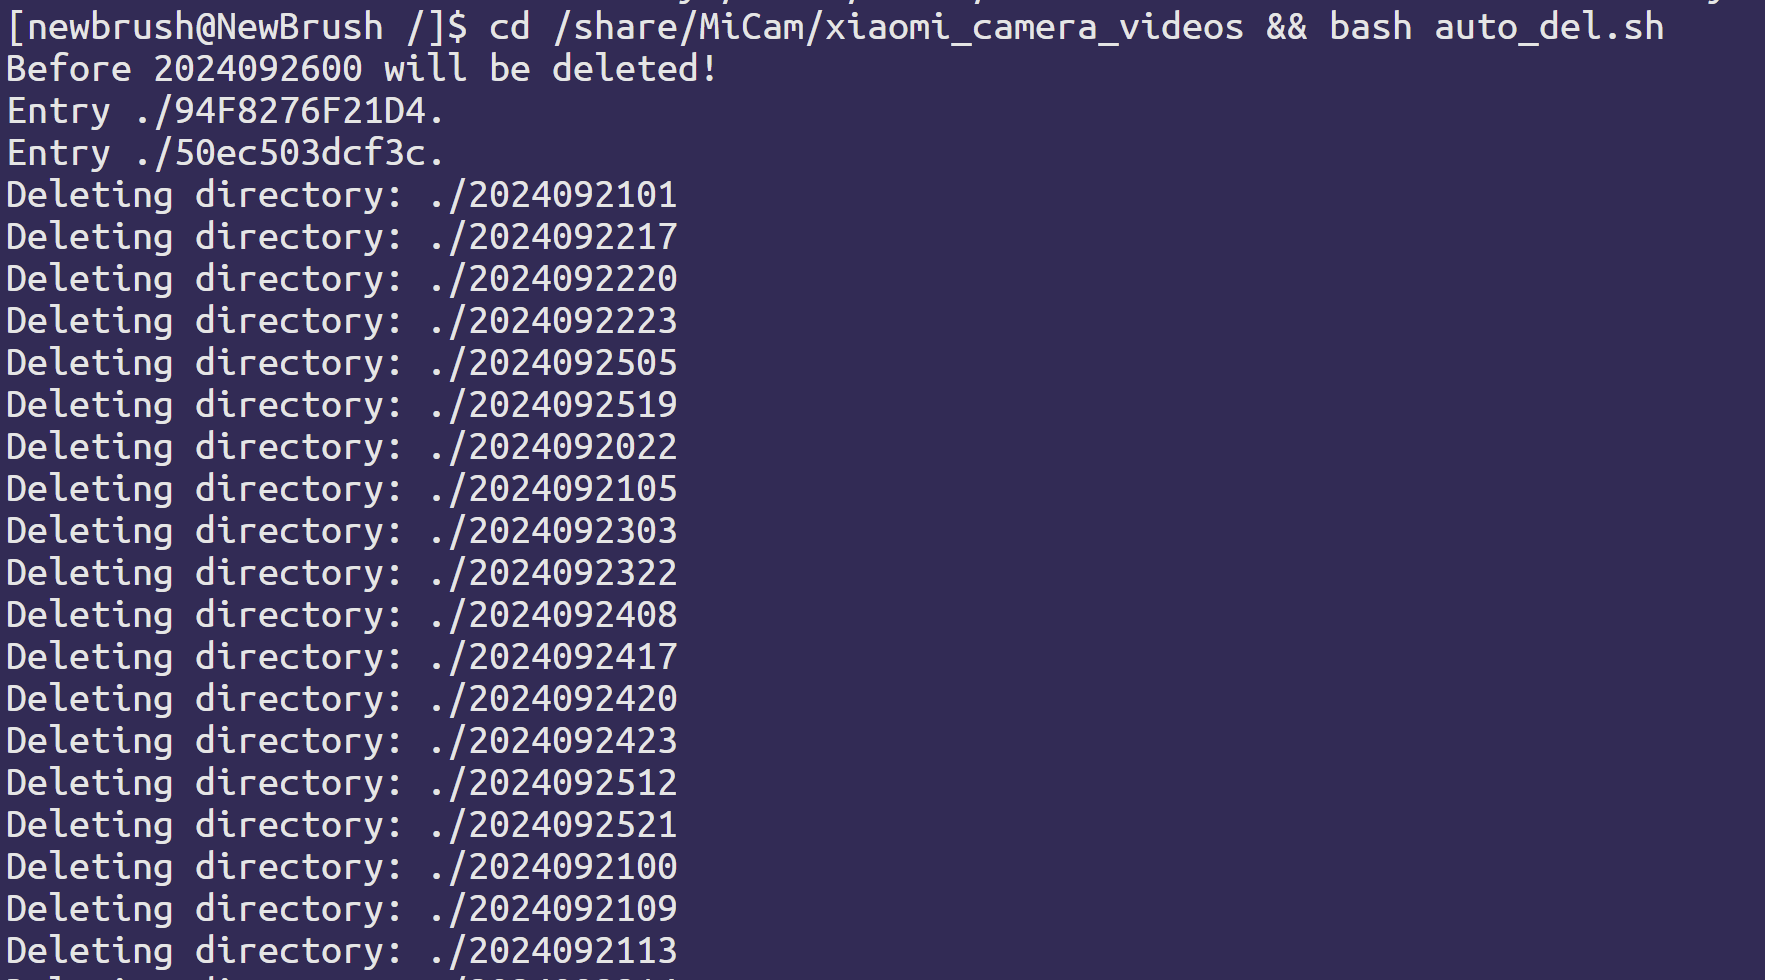 [newbrush@NewBrush /]$ cd /share/MiCam/xiaomi_camera_videos && bash auto_del.sh
Before 2024092600 will be deleted!
Entry ./94F8276F21D4.
Entry ./50ec503dcf3c.
Deleting directory: ./2024092101
Deleting directory: ./2024092217
Deleting directory: ./2024092220
Deleting directory: ./2024092223
Deleting directory: ./2024092505
Deleting directory: ./2024092519
Deleting directory: ./2024092022
Deleting directory: ./2024092105
Deleting directory: ./2024092303
Deleting directory: ./2024092322
Deleting directory: ./2024092408
Deleting directory: ./2024092417
Deleting directory: ./2024092420
Deleting directory: ./2024092423
Deleting directory: ./2024092512
Deleting directory: ./2024092521
Deleting directory: ./2024092100
Deleting directory: ./2024092109
Deleting directory: ./2024092113